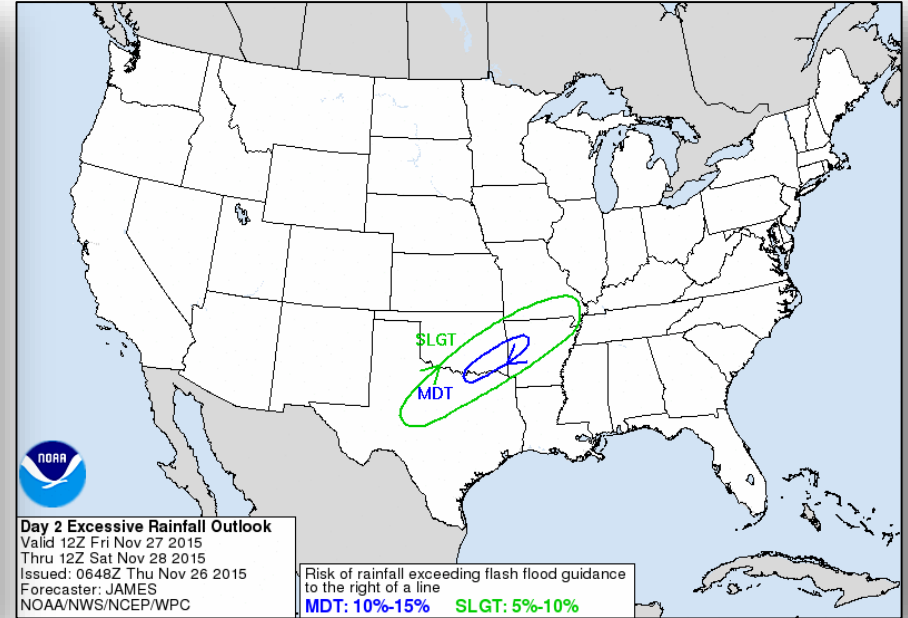 SLGT
MDT
NOAA
Day 2 Excessive Rainfall Outlook
Valid 12Z Fri Nov 27 2015
Thru 12Z Sat Nov 28 2015
Issued: 0648Z Thu Nov 26 2015
Forecaster: JAMES
NOAA/NWS/NCEP/WPC
Risk of rainfall exceeding flash flood guidance
to the right of a line
MDT: 10%-15% SLGT: 5%-10%